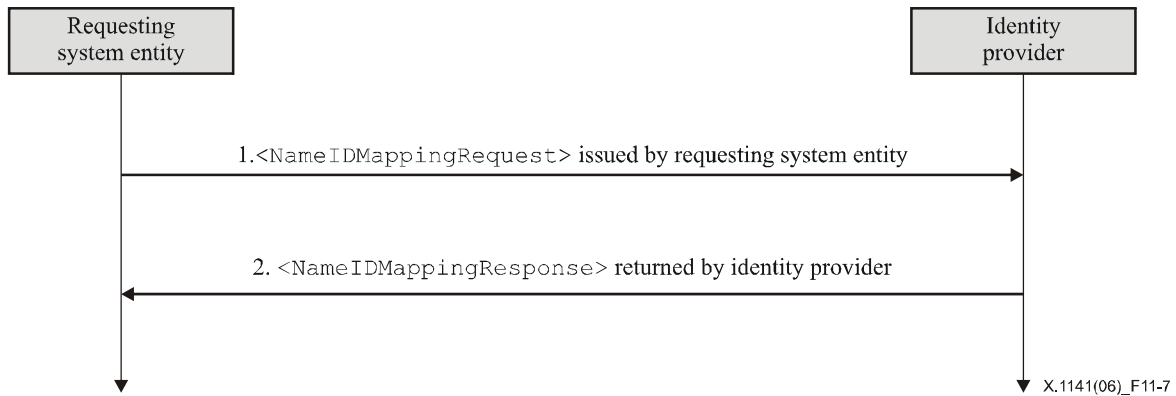 Requesting
system entity
Identity
provider
1.<NameIDMappingRequest> issued by requesting system entity
2. <NameIDMappingResponse> returned by identity provider
X.1141(06)_F11-7